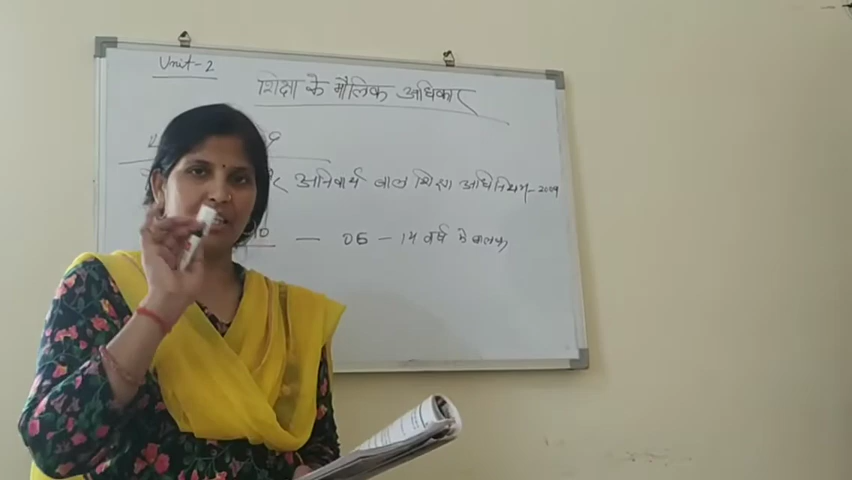 Unit-2
शिक्षा के मौलिक अधिकार
अनिवार्य बाल शिक्षा अधिनियम-2009
— 06 - 14 वर्ष के बालक